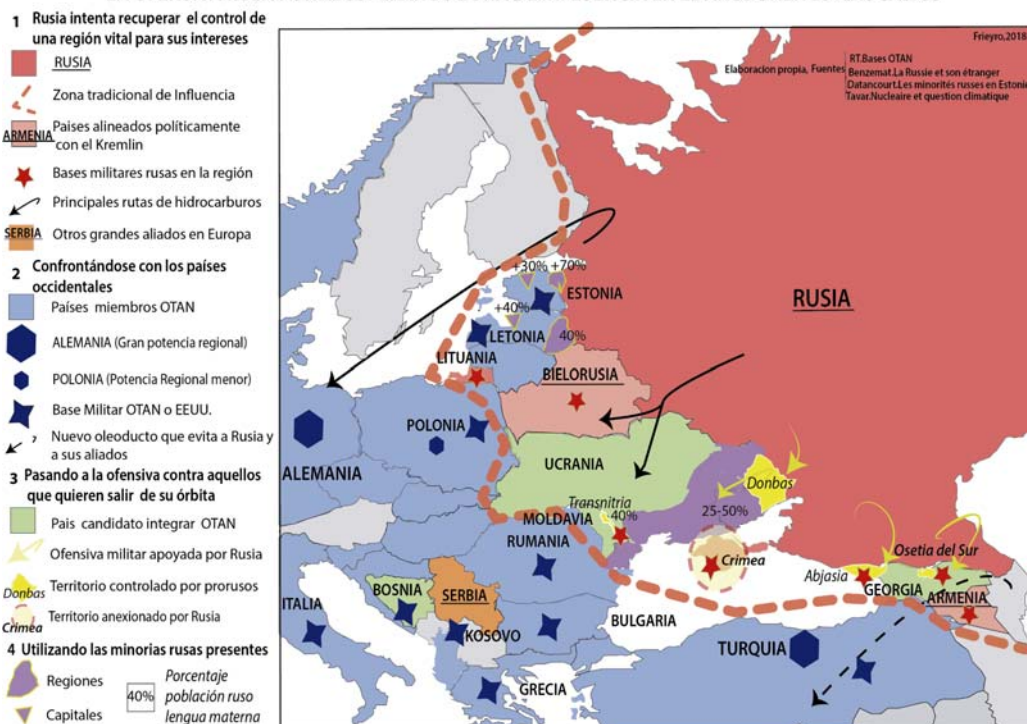 1 Rusia intenta recuperar el control de
una región vital para sus intereses
RUSIA
Zona tradicional de Influencia
ARMENIA Paises alineados políticamente
con el Kremlin
Bases militares rusas en la región
Principales rutas de hidrocarburos
SERBIA Otros grandes aliados en Europa
2 Confrontándose con los países
occidentales
Países miembros OTAN
ALEMANIA (Gran potencia regional)
POLONIA (Potencia Regional menor)
Base Militar OTAN o EEUU.
Nuevo oleoducto que evita a Rusia y
a sus aliados
3 Pasando a la ofensiva contra aquellos
que quieren salir de su órbita
Pais candidato integrar OTAN
Ofensiva military apoyada por Rusia
Donbas Territorio controlado por prorusos
Crimea Territorio anexionado por Rusia
4 Utilizando las minorias rusas presentes
Regiones
Capitales
40% Porcentaje
población ruso
lengua materna
Frieyro,2018
Elaboracion propia, Fuentes
RT.Bases OTAN
Benzemat.La Russie et son étranger
Datancourt.Les minorités russes en Estonie
Tavar.Nucleaire et question climatique
+30% +70%
ESTONIA
+40%
LETONIA 40%
LITUANIA
BIELORUSIA
RUSIA
POLONIA
ALEMANIA
UCRANIA
Donbas
Transnitria
40%
25-50%
MOLDAVIA
RUMANIA
Crimea
Osetia del Sur
Abjasia
GEORGIA
ARMENIA
BOSNIA
SERBIA
ITALIA
KOSOVO
BULGARIA
TURQUIA
GRECIA